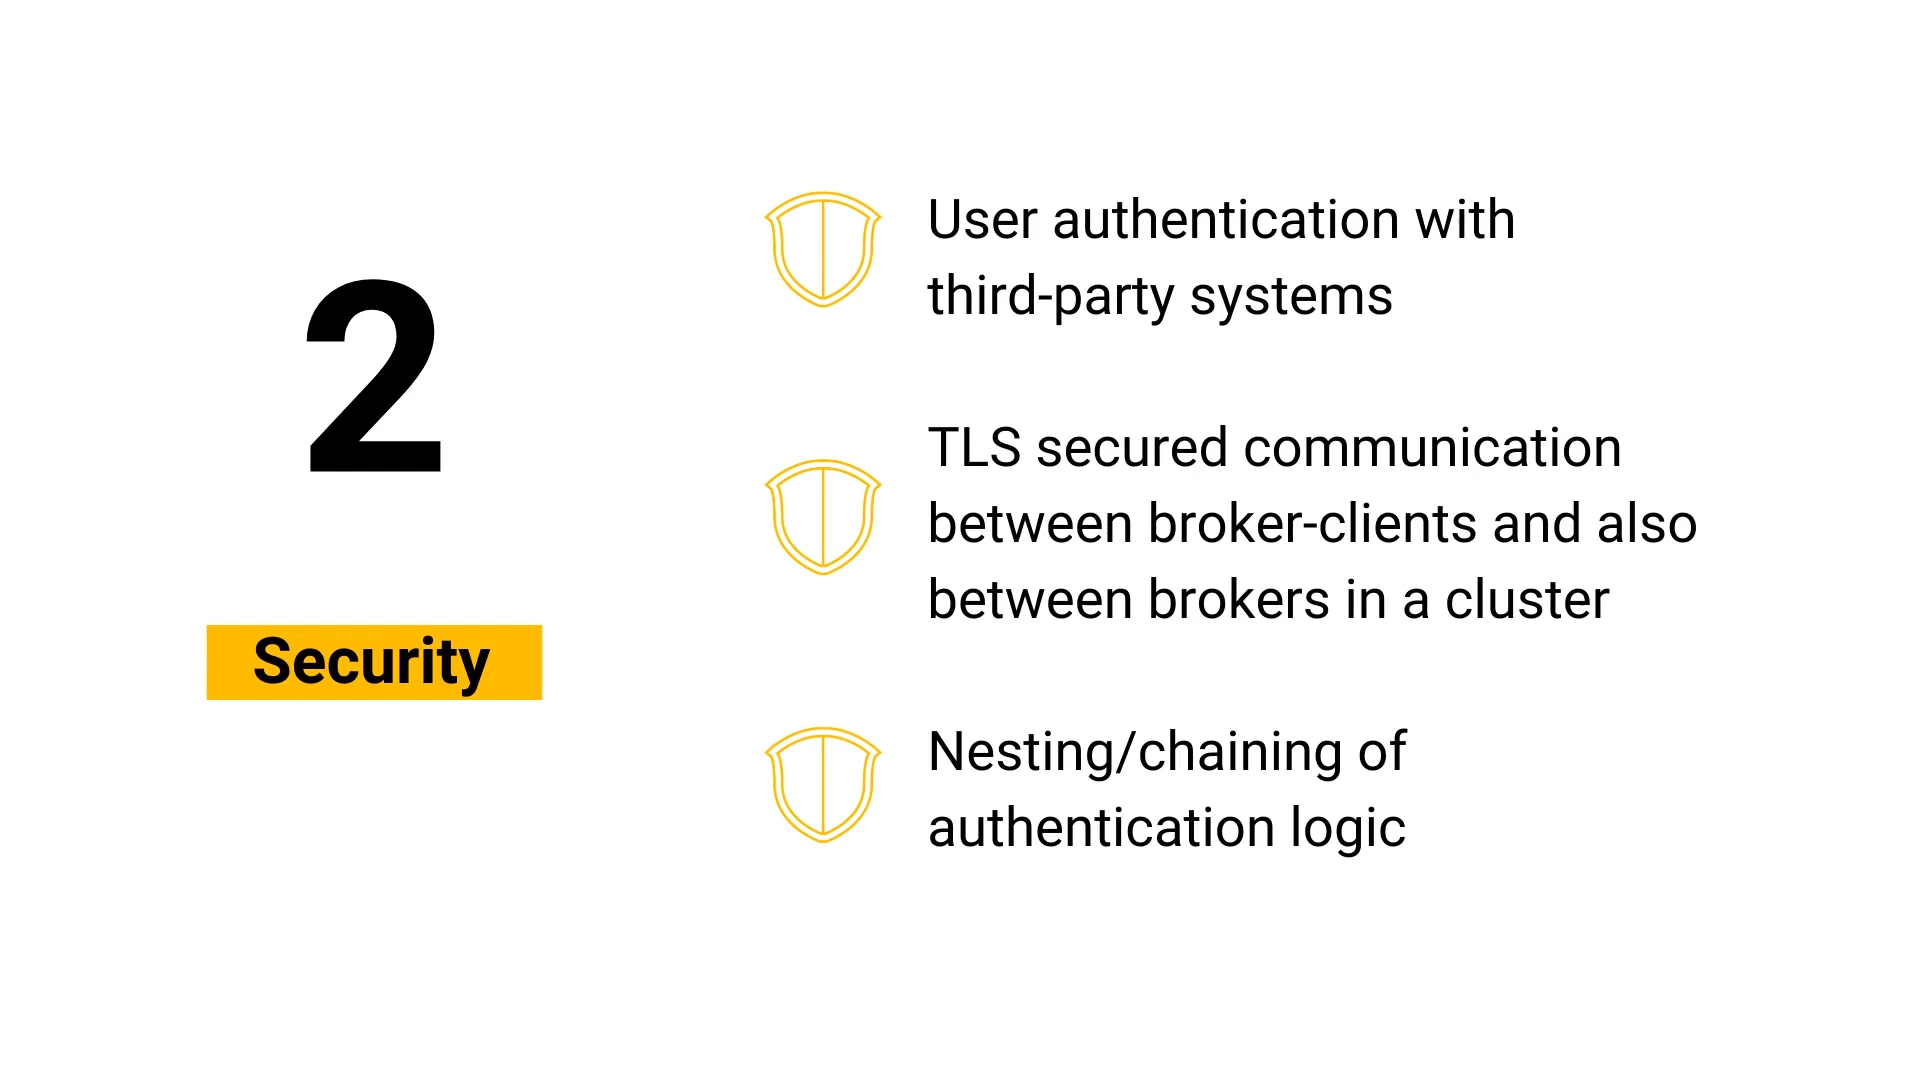 2
Security
User authentication with
third-party systems
TLS secured communication
between broker-clients and also
between brokers in a cluster
Nesting/chaining of
authentication logic